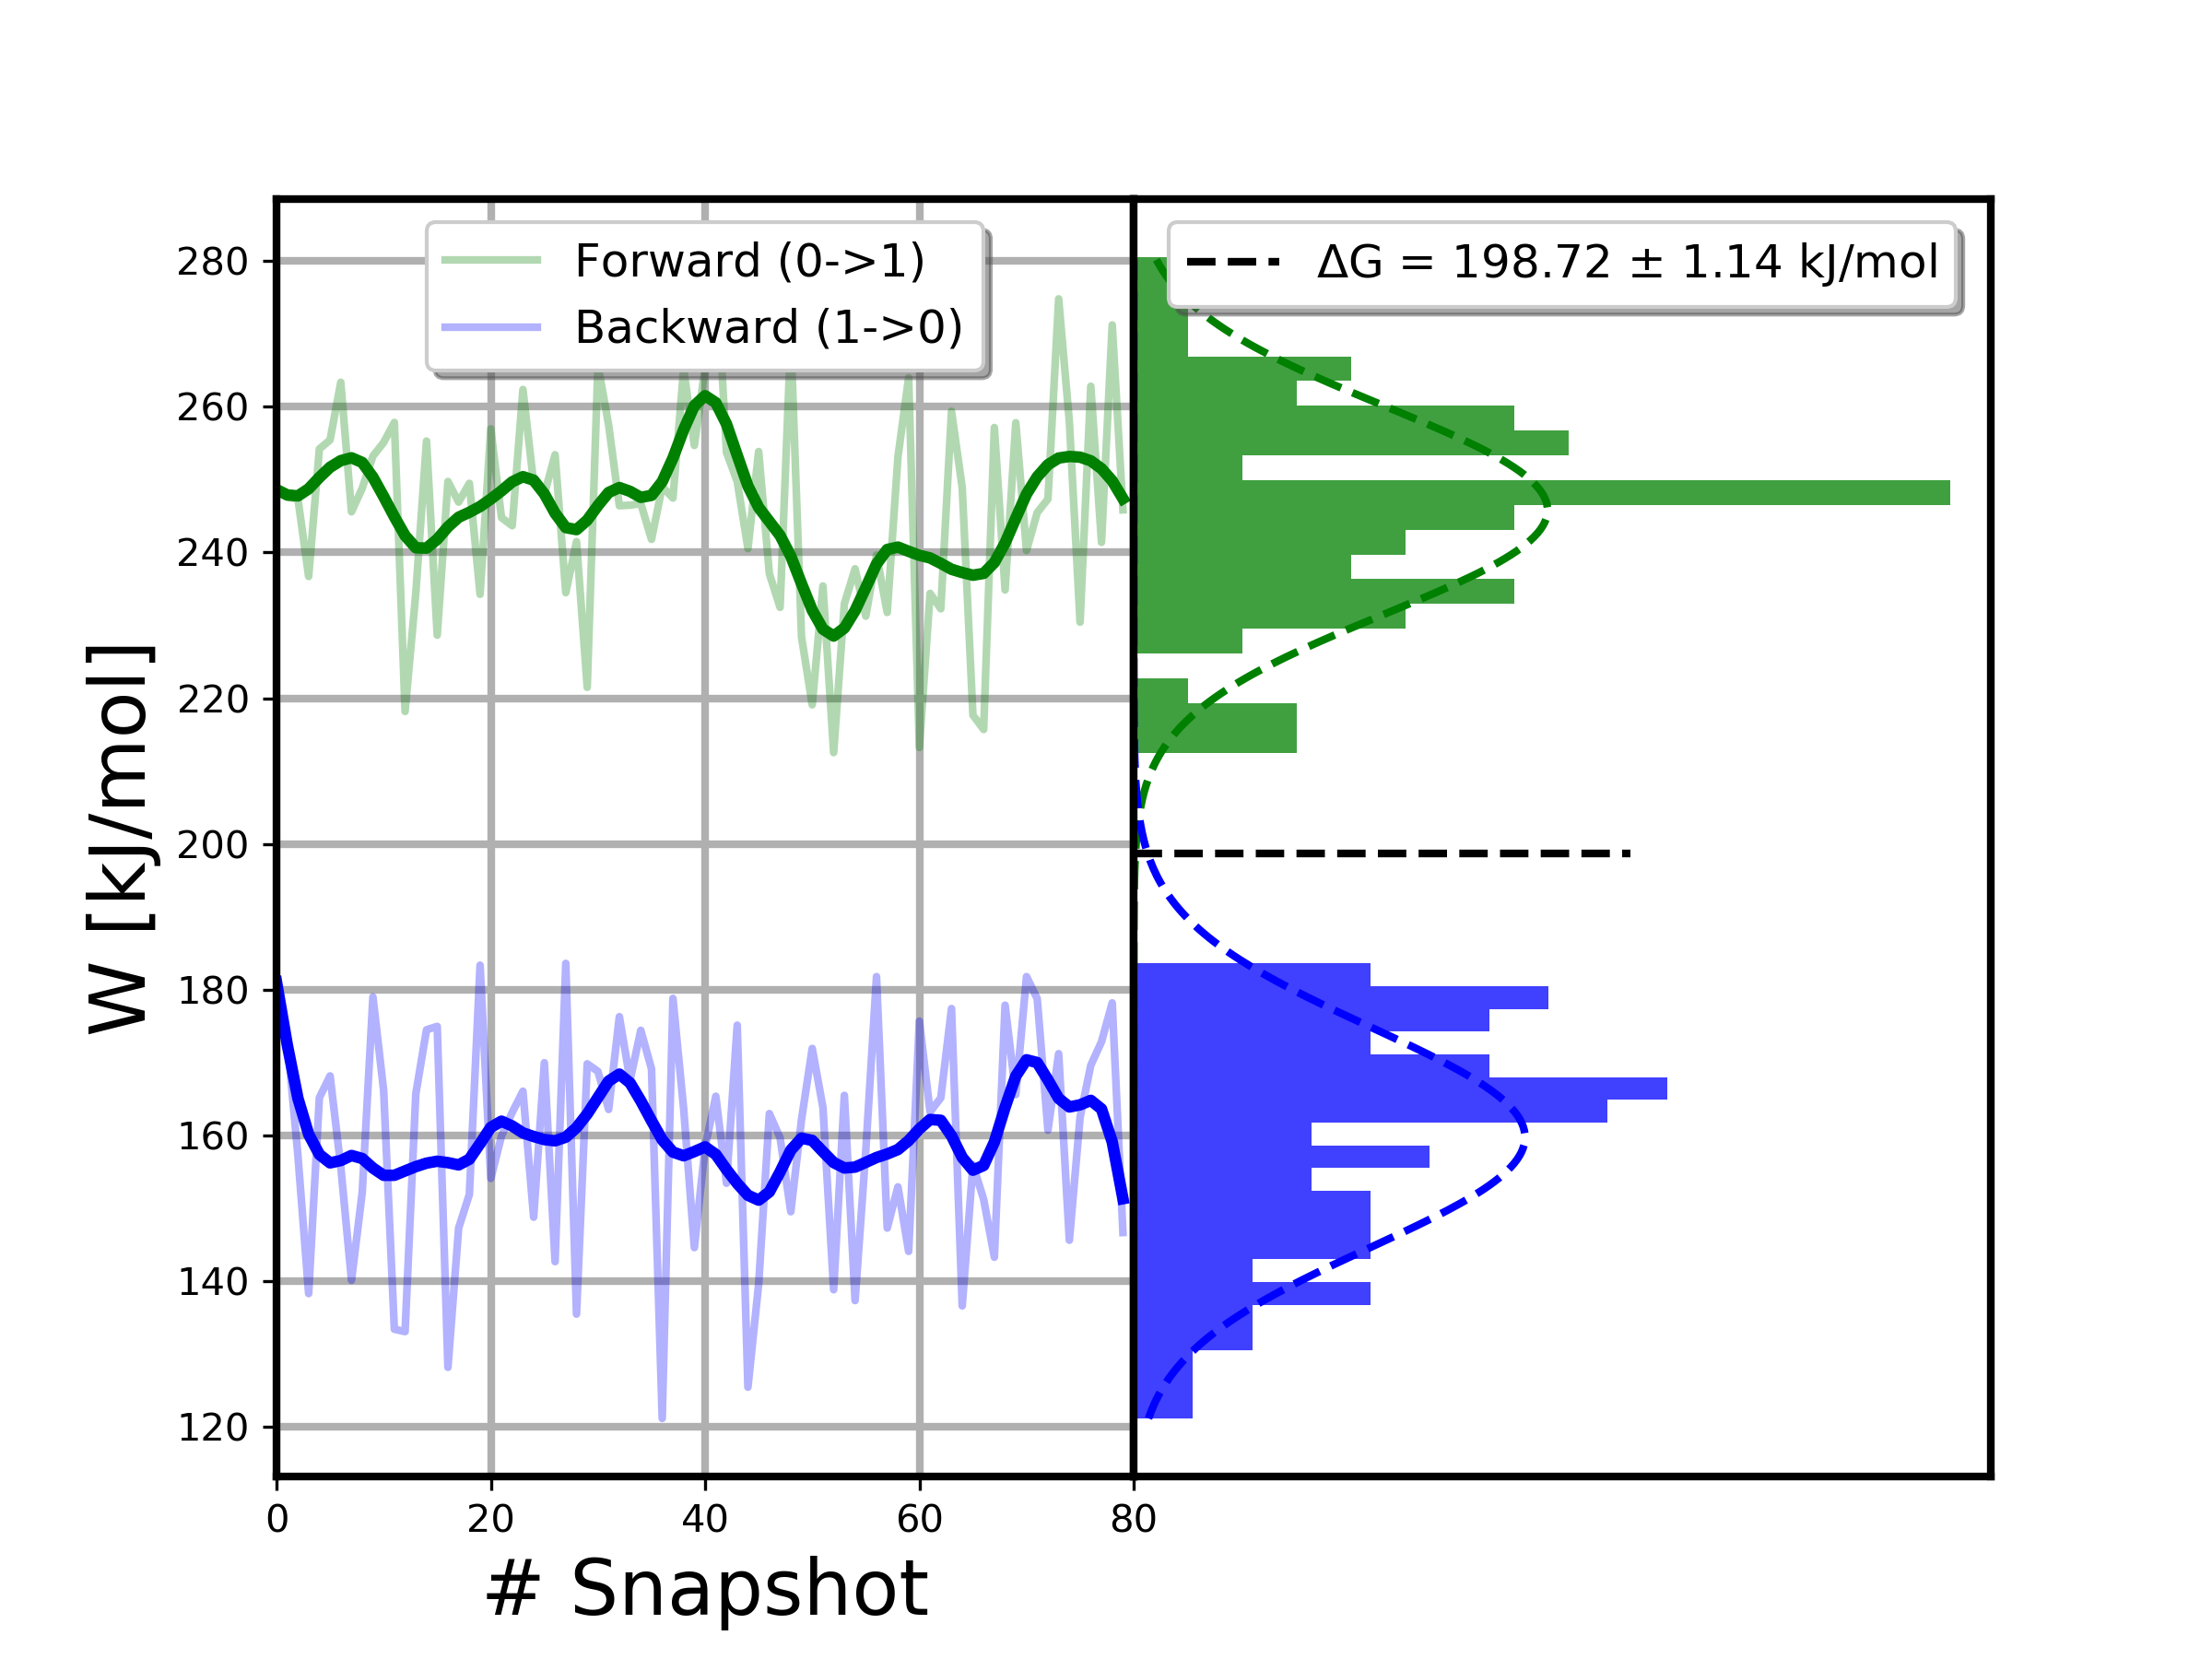 Forward (0->1)
Backward (1->0)
ΔG = 198.72 ± 1.14 kJ/mol
W [kJ/mol]
280
260
240
220
200
180
160
140
120
0 20 40 60 80
# Snapshot